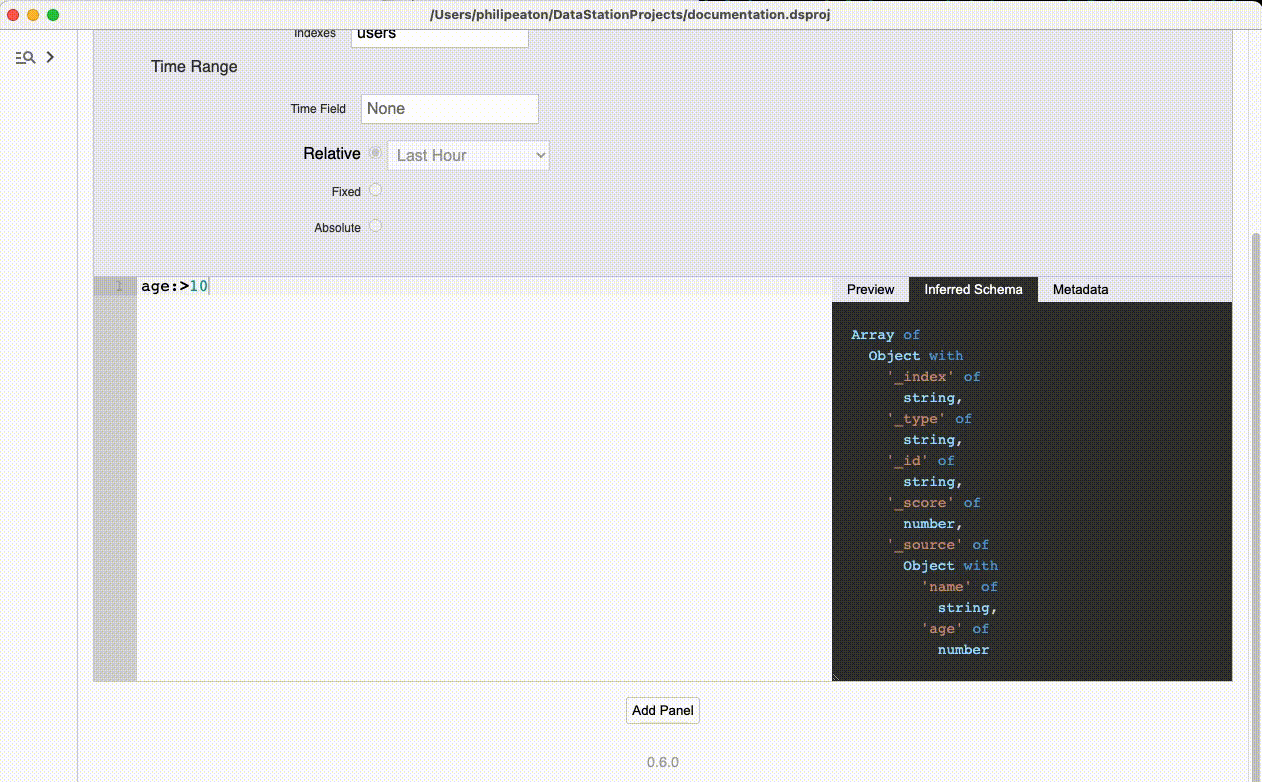 /Users/philipeaton/DataStationProjects/documentation.dsproj
Indexes users
Time Range
Time Field None
Relative Last Hour
Fixed
Absolute
1 age:>10
Preview Inferred Schema Metadata
Array of
Object with
'_index' of
string,
'_type' of
string,
'_id' of
string,
'_score' of
number,
'_source' of
Object with
'name' of
string,
'age' of
number
Add Panel
0.6.0